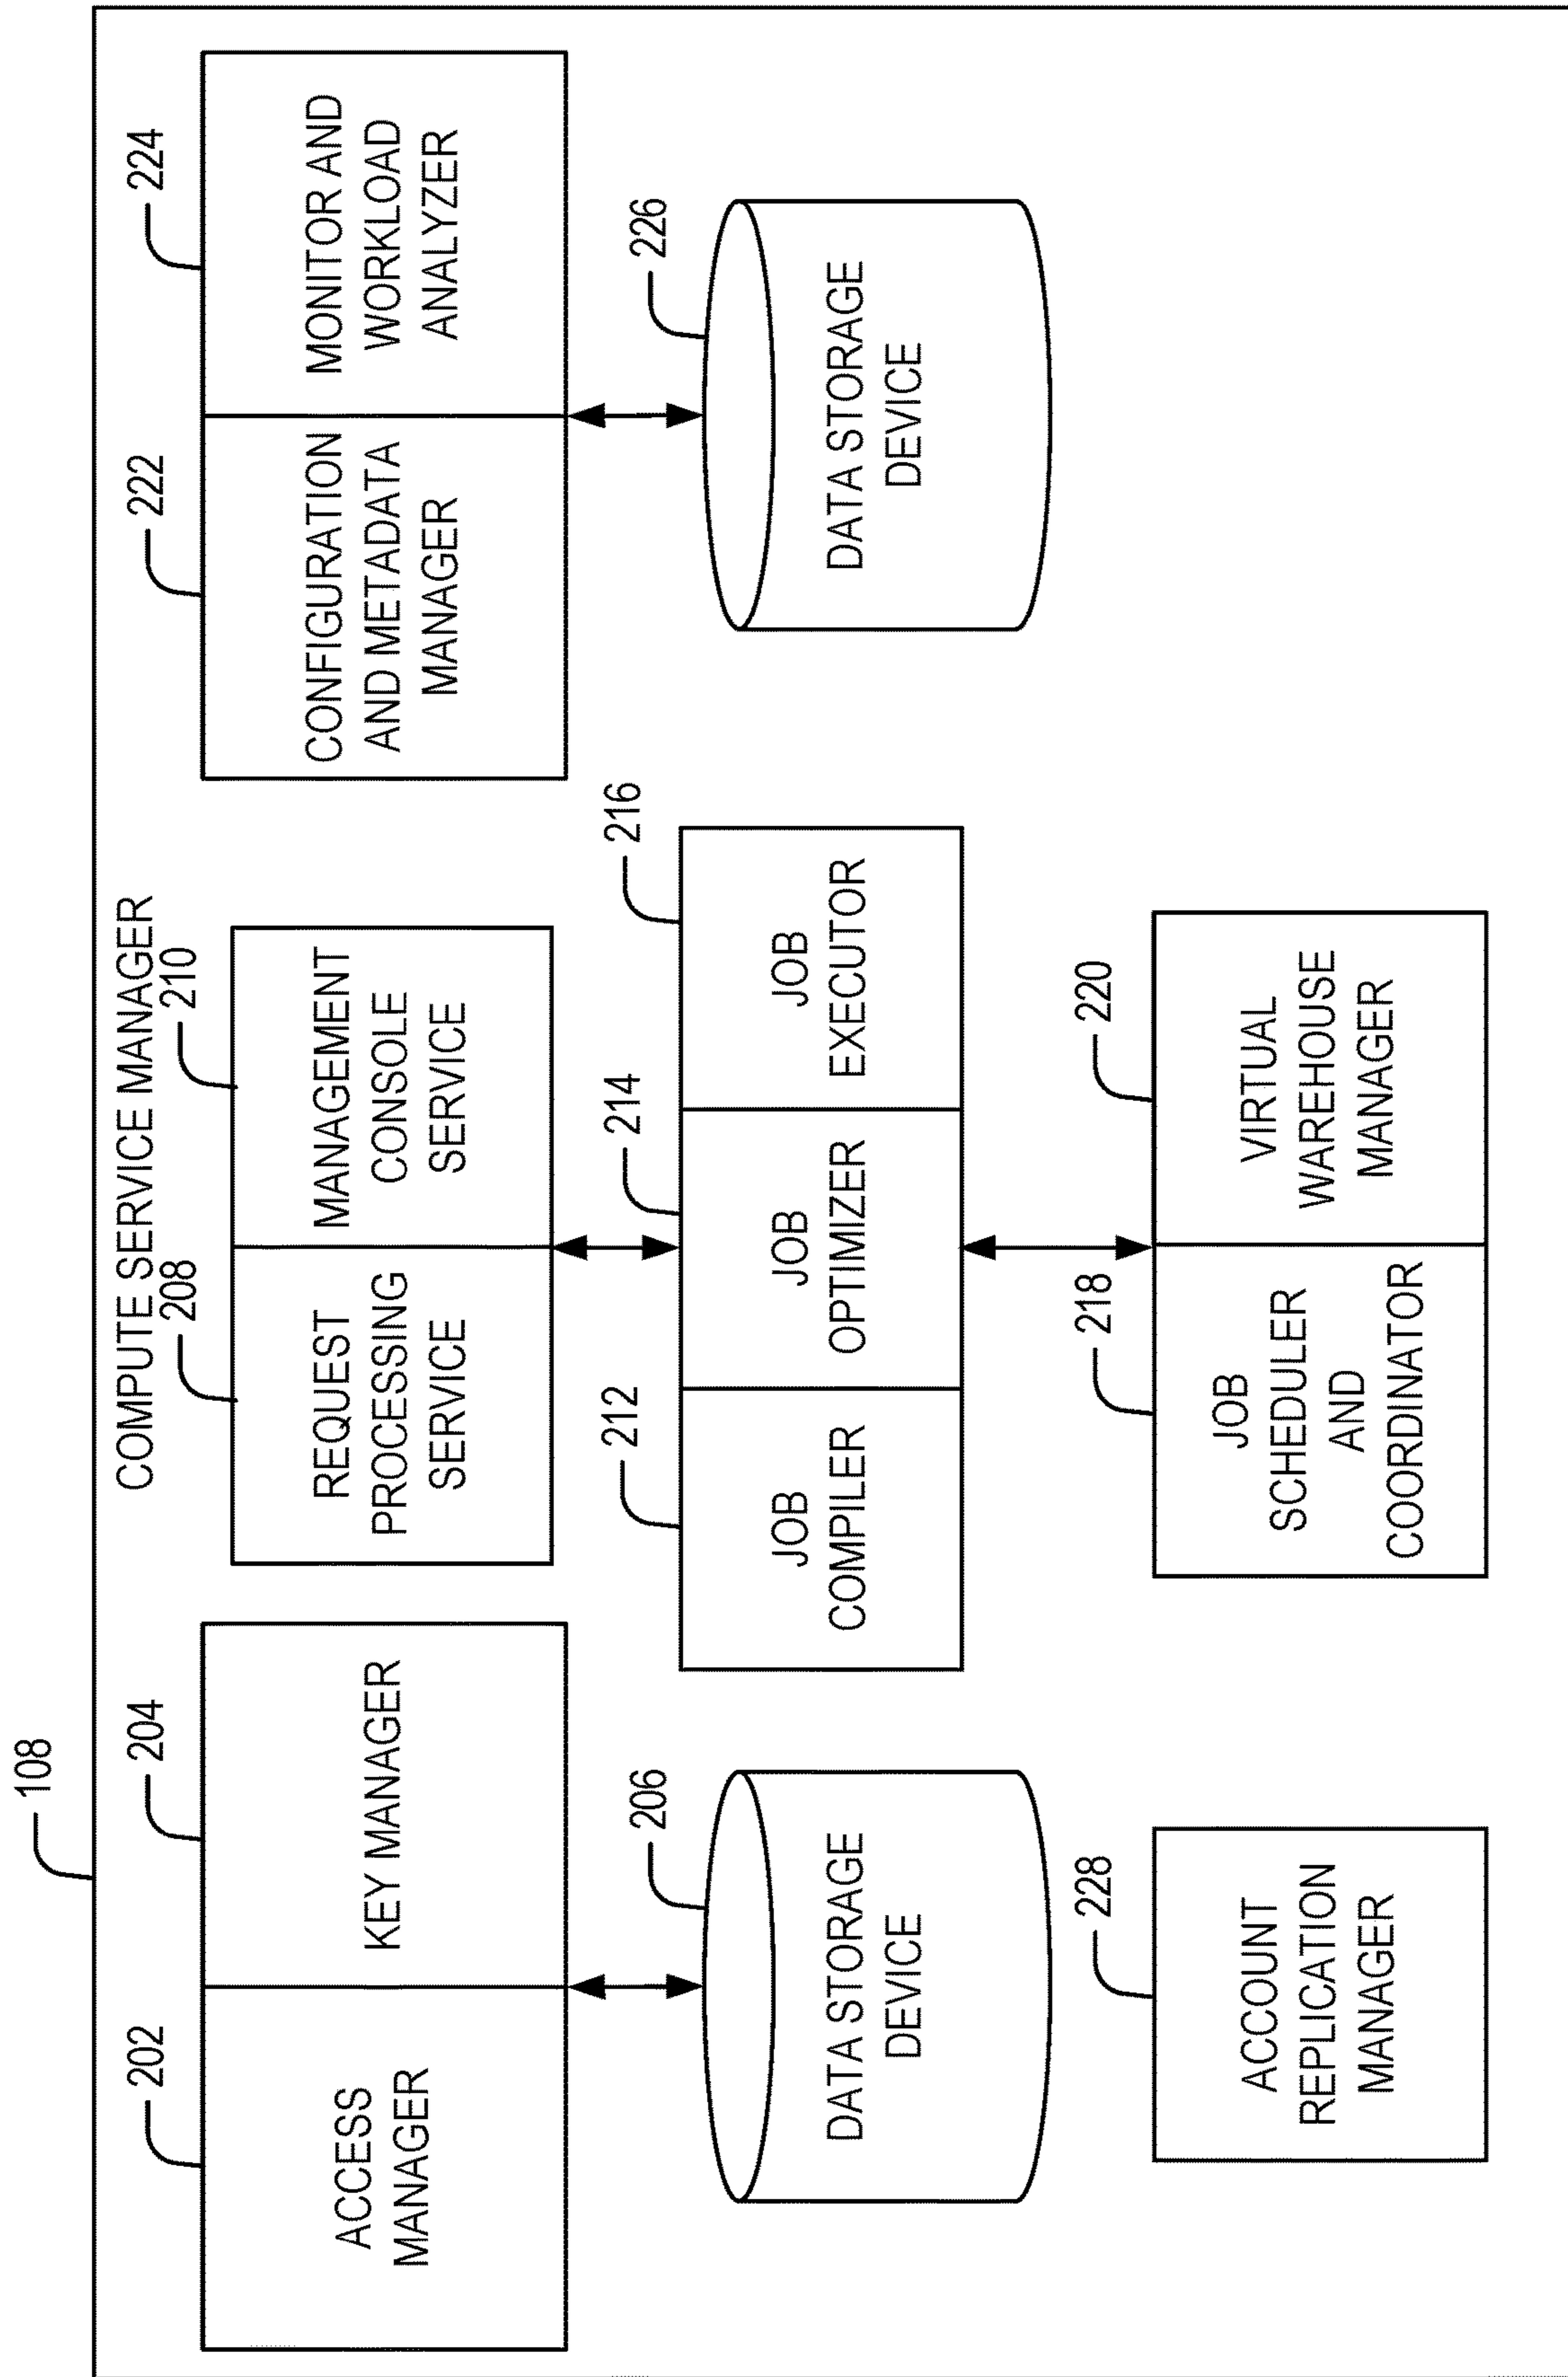 108
COMPUTE SERVICE MANAGER
202
204
ACCESS
MANAGER
KEY MANAGER
206
DATA STORAGE
DEVICE
228
ACCOUNT
REPLICATION
MANAGER
208
210
REQUEST
PROCESSING
SERVICE
MANAGEMENT
CONSOLE
SERVICE
212
214
216
JOB
COMPILER
JOB
OPTIMIZER
JOB
EXECUTOR
218
220
JOB
SCHEDULER
AND
COORDINATOR
VIRTUAL
WAREHOUSE
MANAGER
222
224
CONFIGURATION
AND METADATA
MANAGER
MONITOR AND
WORKLOAD
ANALYZER
226
DATA STORAGE
DEVICE